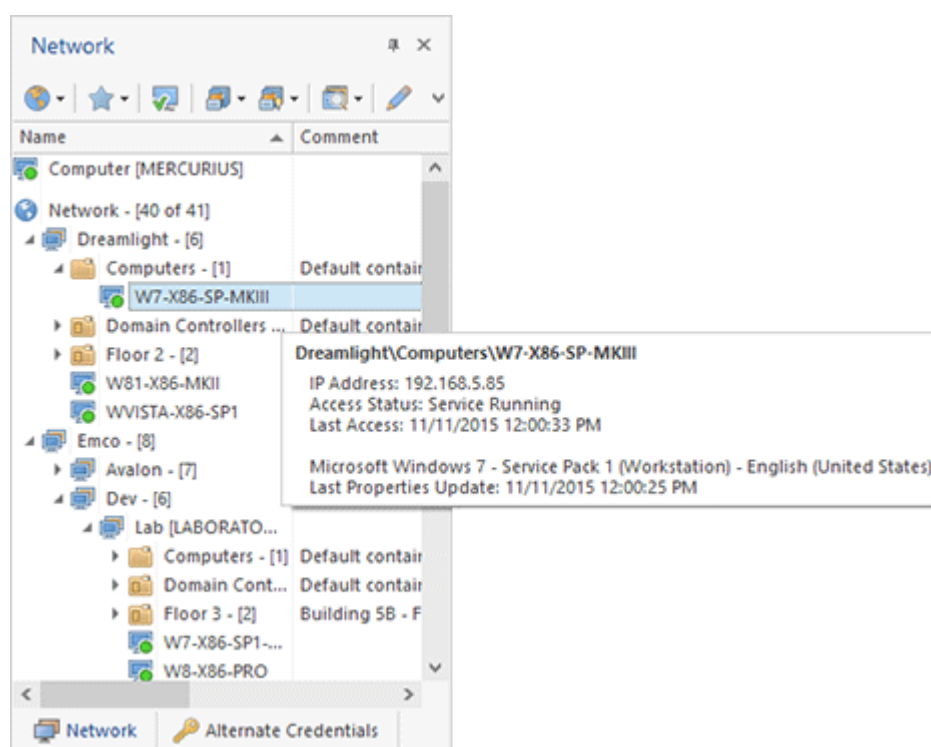 Network
Name Comment
Computer [MERCURIUS]
Network - [40 of 41]
Dreamlight - [6]
Computers - [1] Default contain
W7-X86-SP-MKIII
Domain Controllers ... Default contain
Floor 2 - [2]
W81-X86-MKII
WVISTA-X86-SP1
Emco - [8]
Avalon - [7]
Dev - [6]
Lab [LABORATO...
Computers - [1] Default contain
Domain Cont... Default contain
Floor 3 - [2] Building 5B - F
W7-X86-SP1-...
W8-X86-PRO
Dreamlight\Computers\W7-X86-SP-MKIII
IP Address: 192.168.5.85
Access Status: Service Running
Last Access: 11/11/2015 12:00:33 PM
Microsoft Windows 7 - Service Pack 1 (Workstation) - English (United States)
Last Properties Update: 11/11/2015 12:00:25 PM
Network Alternate Credentials